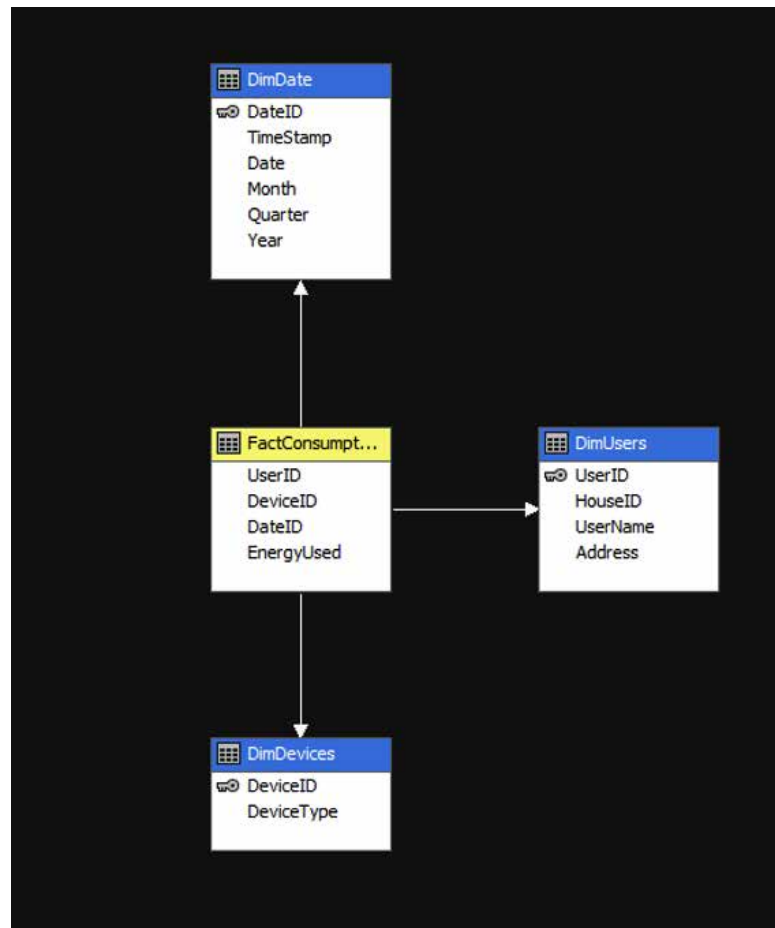 DimDate
DateID
TimeStamp
Date
Month
Quarter
Year
FactConsumpt...
UserID
DeviceID
DateID
EnergyUsed
DimUsers
UserID
HouseID
UserName
Address
DimDevices
DeviceID
DeviceType